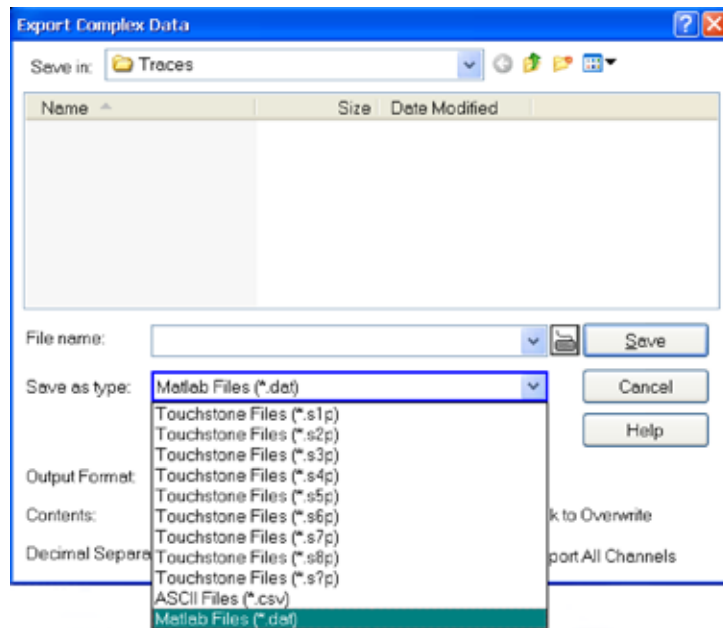 Export Complex Data
Save in: Traces
Name Size Date Modified
File name: Save
Save as type: Matlab Files (*.dat) Cancel
Touchstone Files (*.s1p)
Touchstone Files (*.s2p) Help
Touchstone Files (*.s3p)
Touchstone Files (*.s4p)
Output Format: Touchstone Files (*.s5p)
Touchstone Files (*.s6p)
Contents: Touchstone Files (*.s7p) k to Overwrite
Touchstone Files (*.s8p)
Decimal Separa Touchstone Files (*.s?p) port All Channels
ASCII Files (*.csv)
Matlab Files (*.dat)